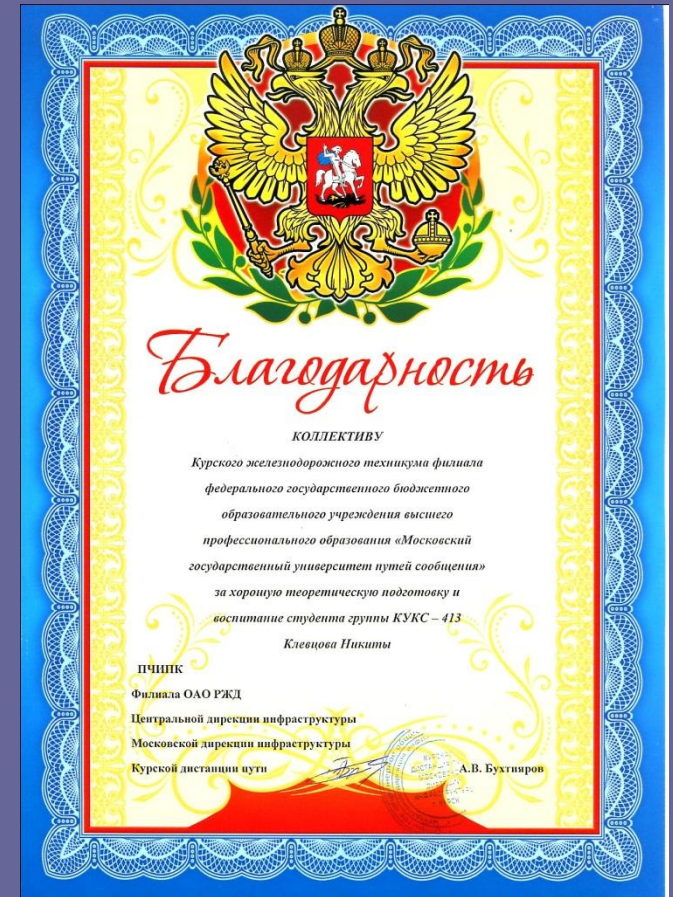 Благодарность
КОЛЛЕКТИВУ
Курского железнодорожного техникума филиала
федерального государственного бюджетного
образовательного учреждения высшего
профессионального образования «Московский
государственный университет путей сообщения»
за хорошую теоретическую подготовку и
воспитание студента группы КУКС – 413
Клевцова Никиты
ПЧИПК
Филиала ОАО РЖД
Центральной дирекции инфраструктуры
Московской дирекции инфраструктуры
Курской дистанции пути А.В. Бухтияров